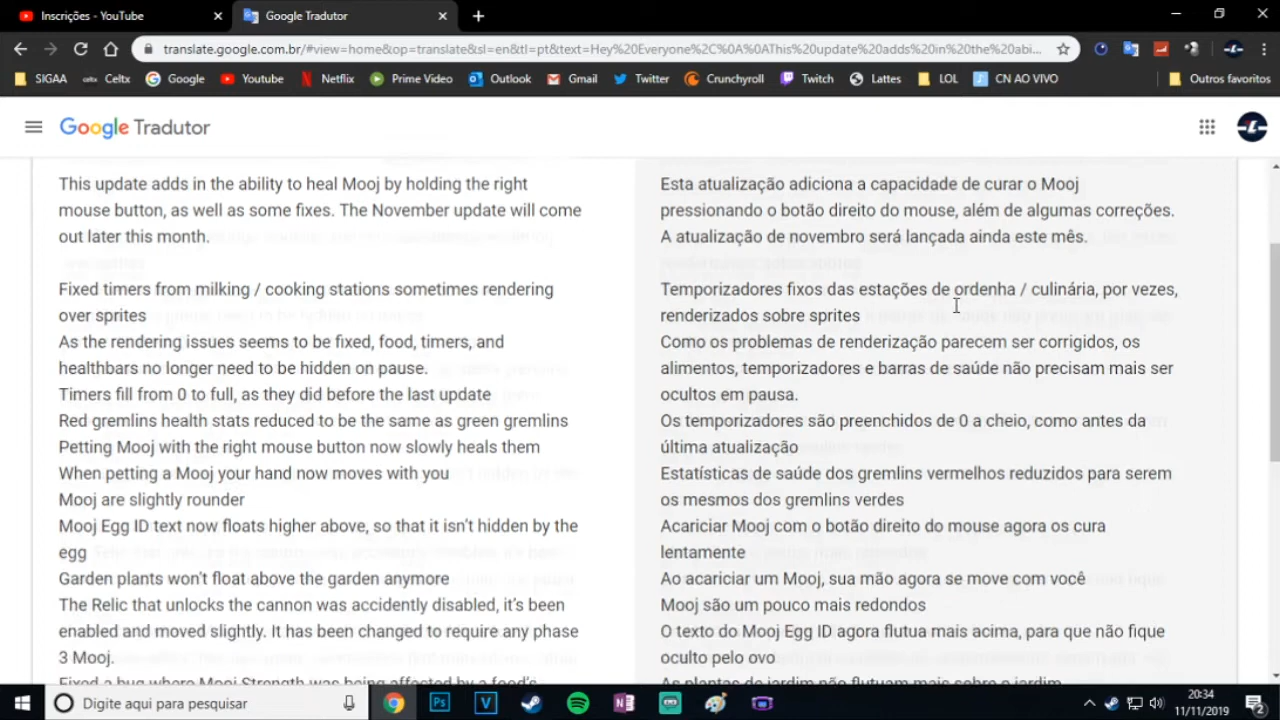 Inscrições - YouTube
Google Tradutor
translate.google.com.br/#view=home&op=translate&sl=en&tl=pt&text=Hey%20Everyone%2C%0A%0AThis%20update%20adds%20in%20the%20abi...
SIGAA
Celtx
Google
Youtube
Netflix
Prime Video
Outlook
Gmail
Twitter
Crunchyroll
Twitch
Lattes
LOL
CN AO VIVO
Outros favoritos
Google Tradutor
This update adds in the ability to heal Mooj by holding the right
mouse button, as well as some fixes. The November update will come
out later this month.
Fixed timers from milking / cooking stations sometimes rendering
over sprites
As the rendering issues seems to be fixed, food, timers, and
healthbars no longer need to be hidden on pause.
Timers fill from 0 to full, as they did before the last update
Red gremlins health stats reduced to be the same as green gremlins
Petting Mooj with the right mouse button now slowly heals them
When petting a Mooj your hand now moves with you
Mooj are slightly rounder
Mooj Egg ID text now floats higher above, so that it isn't hidden by the
egg
Garden plants won't float above the garden anymore
The Relic that unlocks the cannon was accidently disabled, it's been
enabled and moved slightly. It has been changed to require any phase
3 Mooj.
Fixed a bug where Mooj Strength was being affected by a food's
Esta atualização adiciona a capacidade de curar o Mooj
pressionando o botão direito do mouse, além de algumas correções.
A atualização de novembro será lançada ainda este mês.
Temporizadores fixos das estações de ordenha / culinária, por vezes,
renderizados sobre sprites
Como os problemas de renderização parecem ser corrigidos, os
alimentos, temporizadores e barras de saúde não precisam mais ser
ocultos em pausa.
Os temporizadores são preenchidos de 0 a cheio, como antes da
última atualização
Estatísticas de saúde dos gremlins vermelhos reduzidos para serem
os mesmos dos gremlins verdes
Acariciar Mooj com o botão direito do mouse agora os cura
lentamente
Ao acariciar um Mooj, sua mão agora se move com você
Mooj são um pouco mais redondos
O texto do Mooj Egg ID agora flutua mais acima, para que não fique
oculto pelo ovo
As plantas de jardim não flutuam mais sobre o jardim
Digite aqui para pesquisar
20:34
11/11/2019